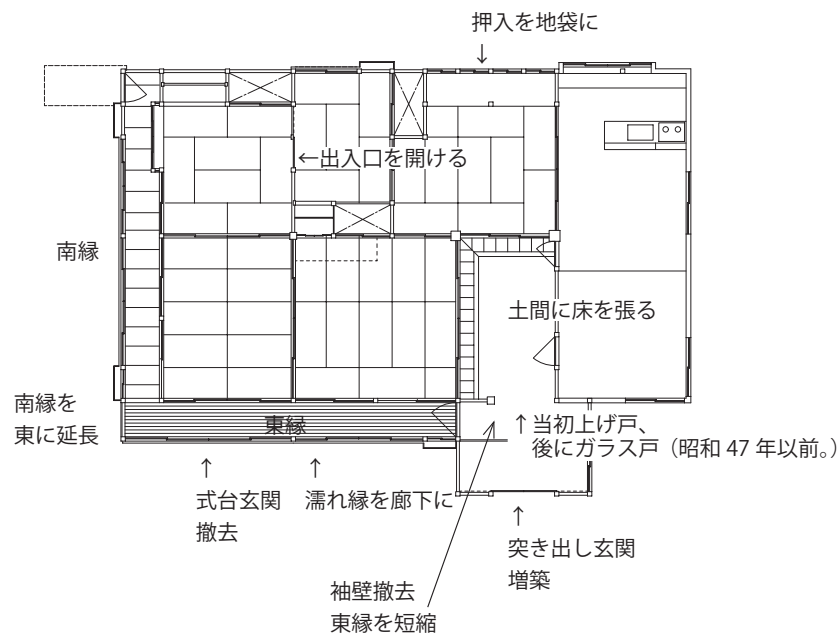 押入を地袋に
↓
←出入口を開ける
南縁
土間に床を張る
南縁を
東に延長
東縁
↑当初上げ戸、
後にガラス戸（昭和 47 年以前。）
↑
式台玄関
撤去
↑
濡れ縁を廊下に
↑
突き出し玄関
増築
袖壁撤去
東縁を短縮